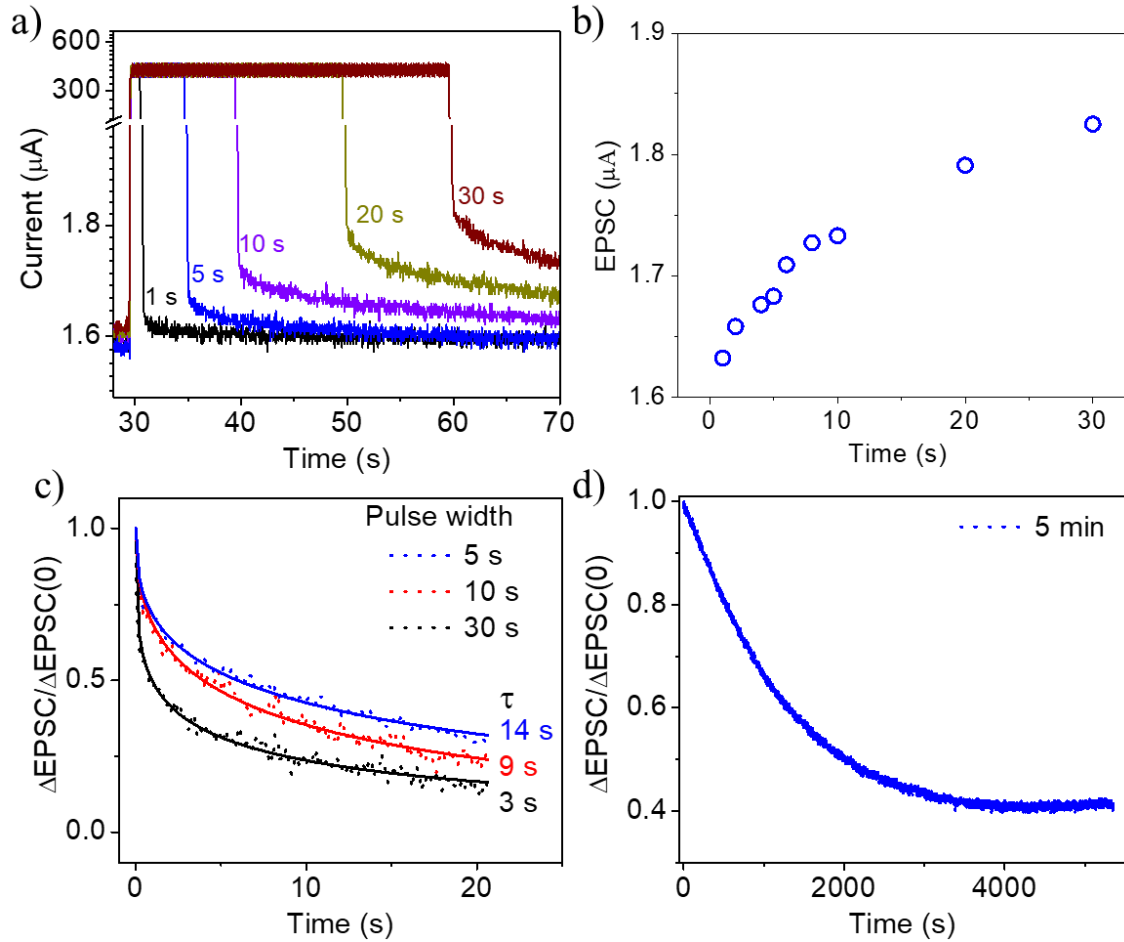 a)
600
300
Current (μA)
1.8
1.6
1 s
5 s
10 s
20 s
30 s
30 40 50 60 70
Time (s)
b)
1.9
1.8
1.7
1.6
EPSC (μA)
0 10 20 30
Time (s)
c)
1.0
0.5
0.0
ΔEPSC/ΔEPSC(0)
Pulse width
5 s
10 s
30 s
τ
14 s
9 s
3 s
0 10 20
Time (s)
d)
1.0
0.8
0.6
0.4
ΔEPSC/ΔEPSC(0)
5 min
0 2000 4000
Time (s)